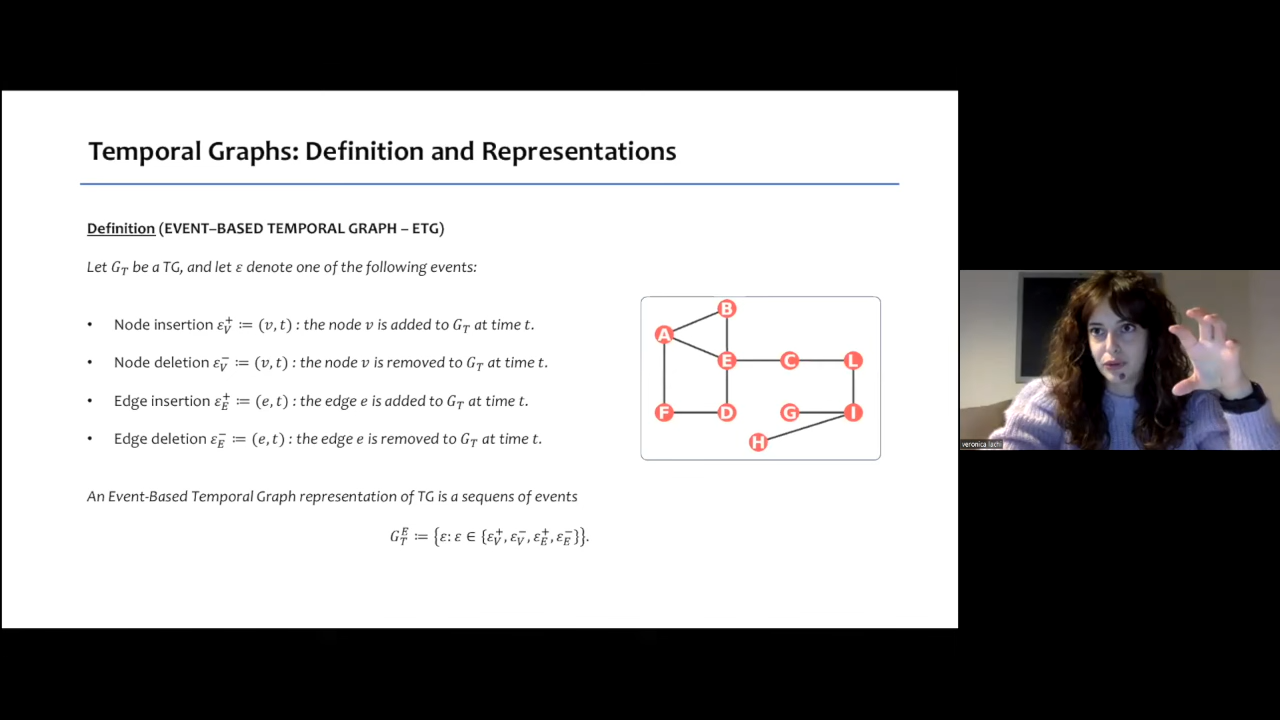 Temporal Graphs: Definition and Representations
Definition (EVENT–BASED TEMPORAL GRAPH – ETG)
Let G_T be a TG, and let ε denote one of the following events:
• Node insertion ε_V^+ ≔ (v, t) : the node v is added to G_T at time t.
• Node deletion ε_V^− ≔ (v, t) : the node v is removed to G_T at time t.
• Edge insertion ε_E^+ ≔ (e, t) : the edge e is added to G_T at time t.
• Edge deletion ε_E^− ≔ (e, t) : the edge e is removed to G_T at time t.
An Event-Based Temporal Graph representation of TG is a sequens of events
G_T^E ≔ {ε: ε ∈ {ε_V^+, ε_V^−, ε_E^+, ε_E^−}}.
B
A
E C L
F D G I
H
veronica lachi